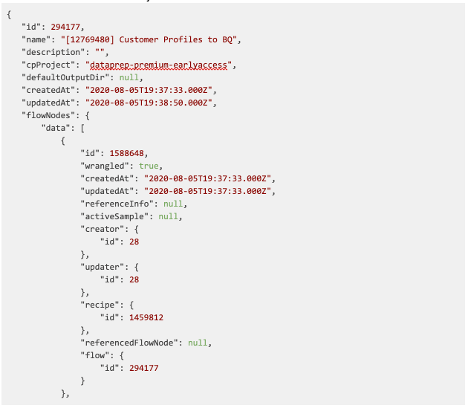 {
"id": 294177,
"name": "[12769480] Customer Profiles to BQ",
"description": "",
"cpProject": "dataprep-premium-earlyaccess",
"defaultOutputDir": null,
"createdAt": "2020-08-05T19:37:33.000Z",
"updatedAt": "2020-08-05T19:38:50.000Z",
"flowNodes": {
"data": [
{
"id": 1588648,
"wrangled": true,
"createdAt": "2020-08-05T19:37:33.000Z",
"updatedAt": "2020-08-05T19:37:33.000Z",
"referenceInfo": null,
"activeSample": null,
"creator": {
"id": 28
},
"updater": {
"id": 28
},
"recipe": {
"id": 1459812
},
"referencedFlowNode": null,
"flow": {
"id": 294177
}
},